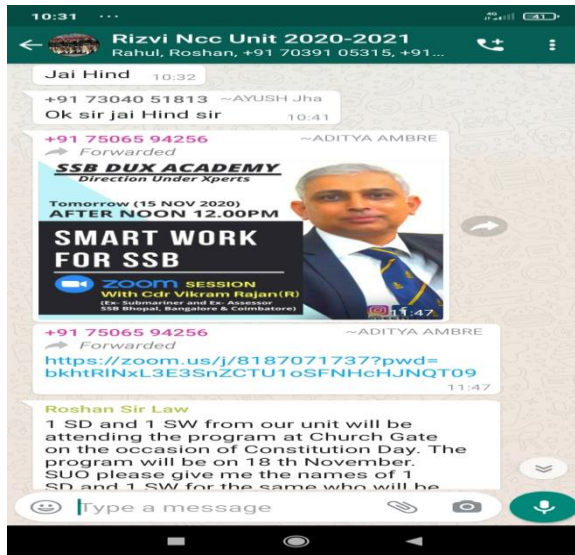 10:31 ...
4G 41
Rizvi Ncc Unit 2020-2021
Rahul, Roshan, +91 70391 05315, +91...
Jai Hind 10:32
+91 73040 51813 ~AYUSH Jha
Ok sir jai Hind sir 10:41
+91 75065 94256 ~ADITYA AMBRE
Forwarded
SSB DUX ACADEMY
Direction Under Xperts
Tomorrow (15 NOV 2020)
AFTER NOON 12.00PM
SMART WORK
FOR SSB
ZOOM SESSION
With Cdr Vikram Rajan(R)
(Ex- Submariner and Ex- Assessor
SSB Bhopal, Bangalore & Coimbatore)
11:47
+91 75065 94256 ~ADITYA AMBRE
Forwarded
https://zoom.us/j/8187071737?pwd=
bkhtRlNxL3E3SnZCTU1oSFNHcHJNQT09
11:47
Roshan Sir Law
1 SD and 1 SW from our unit will be
attending the program at Church Gate
on the occasion of Constitution Day. The
program will be on 18 th November.
SUO please give me the names of 1
SD and 1 SW for the same who will be
Type a message